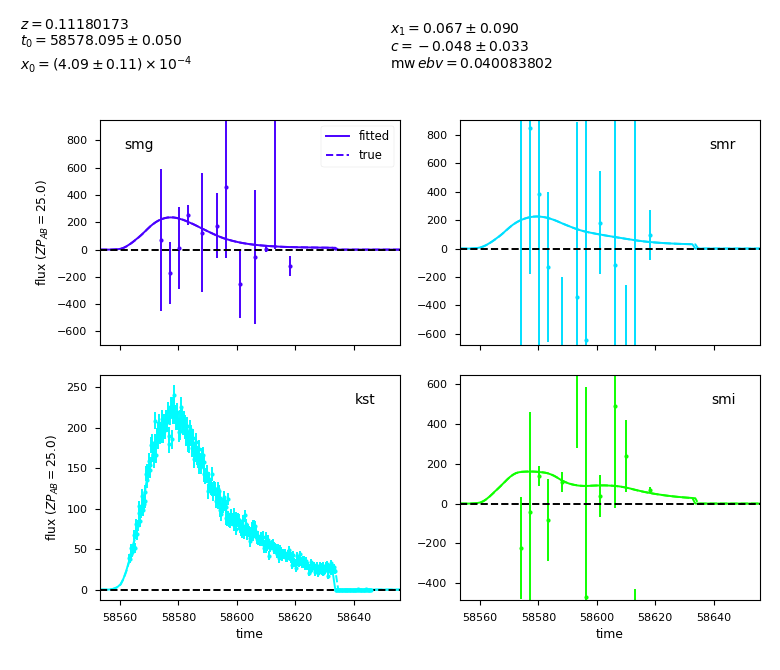 z = 0.11180173
t₀ = 58578.095 ± 0.050
x₀ = (4.09 ± 0.11) × 10⁻⁴
x₁ = 0.067 ± 0.090
c = −0.048 ± 0.033
mw ebv = 0.040083802
smg
fitted
true
800
600
400
200
0
−200
−400
−600
flux (ZP_AB = 25.0)
smr
800
600
400
200
0
−200
−400
−600
kst
250
200
150
100
50
0
flux (ZP_AB = 25.0)
58560 58580 58600 58620 58640
time
smi
600
400
200
0
−200
−400
58560 58580 58600 58620 58640
time